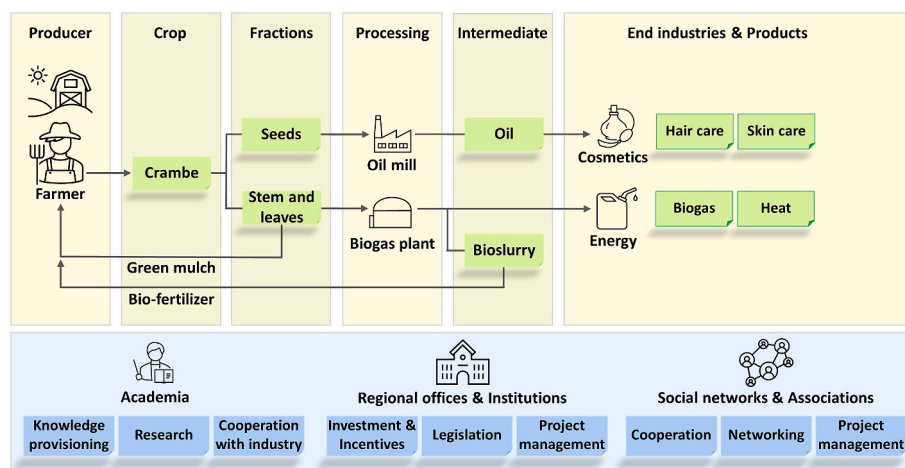 Producer
Crop
Fractions
Processing
Intermediate
End industries & Products
Seeds
Oil
Hair care
Skin care
Oil mill
Cosmetics
Crambe
Farmer
Stem and
leaves
Biogas
Heat
Biogas plant
Energy
Bioslurry
Green mulch
Bio-fertilizer
Academia
Regional offices & Institutions
Social networks & Associations
Knowledge
provisioning
Research
Cooperation
with industry
Investment &
Incentives
Legislation
Project
management
Cooperation
Networking
Project
management